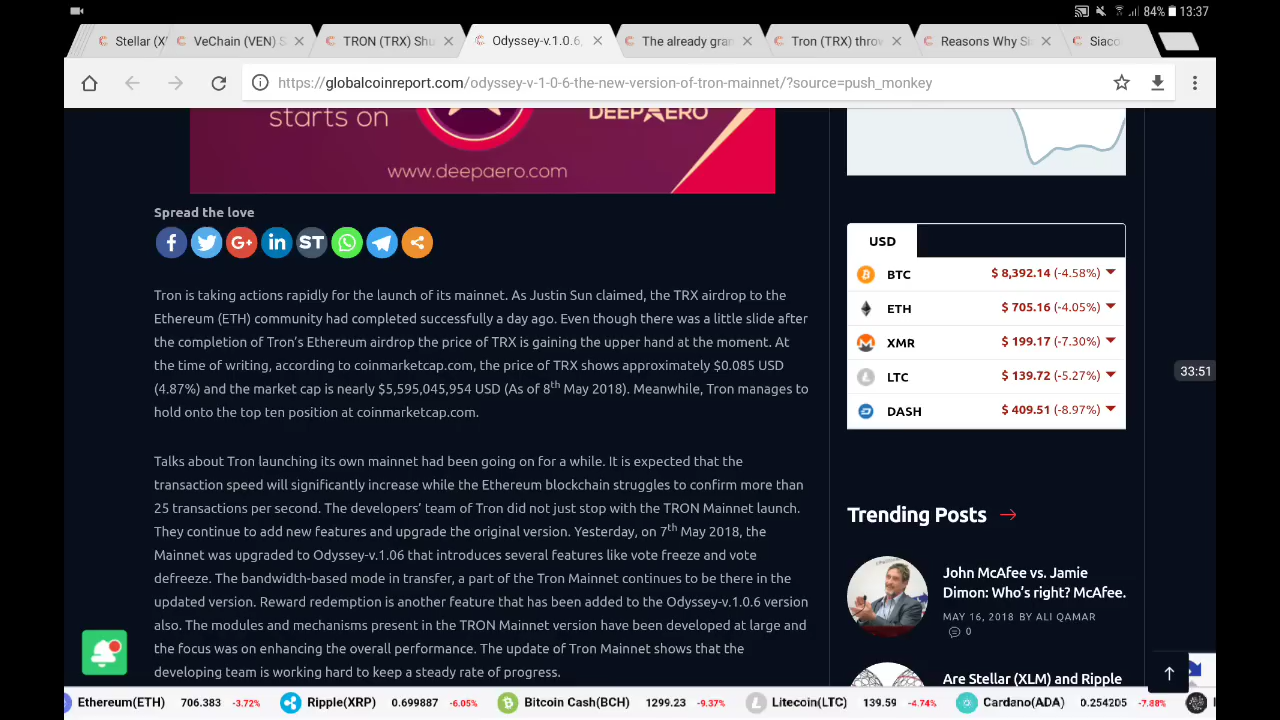 84% 13:37
Stellar (X
VeChain (VEN) S
TRON (TRX) Shu
Odyssey-v.1.0.6,
The already gra
Tron (TRX) thro
Reasons Why Si
Siaco
https://globalcoinreport.com/odyssey-v-1-0-6-the-new-version-of-tron-mainnet/?source=push_monkey
starts on
DEEPAERO
www.deepaero.com
Spread the love
ST
Tron is taking actions rapidly for the launch of its mainnet. As Justin Sun claimed, the TRX airdrop to the
Ethereum (ETH) community had completed successfully a day ago. Even though there was a little slide after
the completion of Tron's Ethereum airdrop the price of TRX is gaining the upper hand at the moment. At
the time of writing, according to coinmarketcap.com, the price of TRX shows approximately $0.085 USD
(4.87%) and the market cap is nearly $5,595,045,954 USD (As of 8th May 2018). Meanwhile, Tron manages to
hold onto the top ten position at coinmarketcap.com.
Talks about Tron launching its own mainnet had been going on for a while. It is expected that the
transaction speed will significantly increase while the Ethereum blockchain struggles to confirm more than
25 transactions per second. The developers' team of Tron did not just stop with the TRON Mainnet launch.
They continue to add new features and upgrade the original version. Yesterday, on 7th May 2018, the
Mainnet was upgraded to Odyssey-v.1.06 that introduces several features like vote freeze and vote
defreeze. The bandwidth-based mode in transfer, a part of the Tron Mainnet continues to be there in the
updated version. Reward redemption is another feature that has been added to the Odyssey-v.1.0.6 version
also. The modules and mechanisms present in the TRON Mainnet version have been developed at large and
the focus was on enhancing the overall performance. The update of Tron Mainnet shows that the
developing team is working hard to keep a steady rate of progress.
USD
BTC $ 8,392.14 (-4.58%)
ETH $ 705.16 (-4.05%)
XMR $ 199.17 (-7.30%)
LTC $ 139.72 (-5.27%)
DASH $ 409.51 (-8.97%)
33:51
Trending Posts
John McAfee vs. Jamie
Dimon: Who's right? McAfee.
MAY 16, 2018 BY ALI QAMAR
0
Are Stellar (XLM) and Ripple
Ethereum(ETH) 706.383 -3.72% Ripple(XRP) 0.699887 -6.05% Bitcoin Cash(BCH) 1299.23 -9.37% Litecoin(LTC) 139.59 -4.74% Cardano(ADA) 0.254205 -7.88%